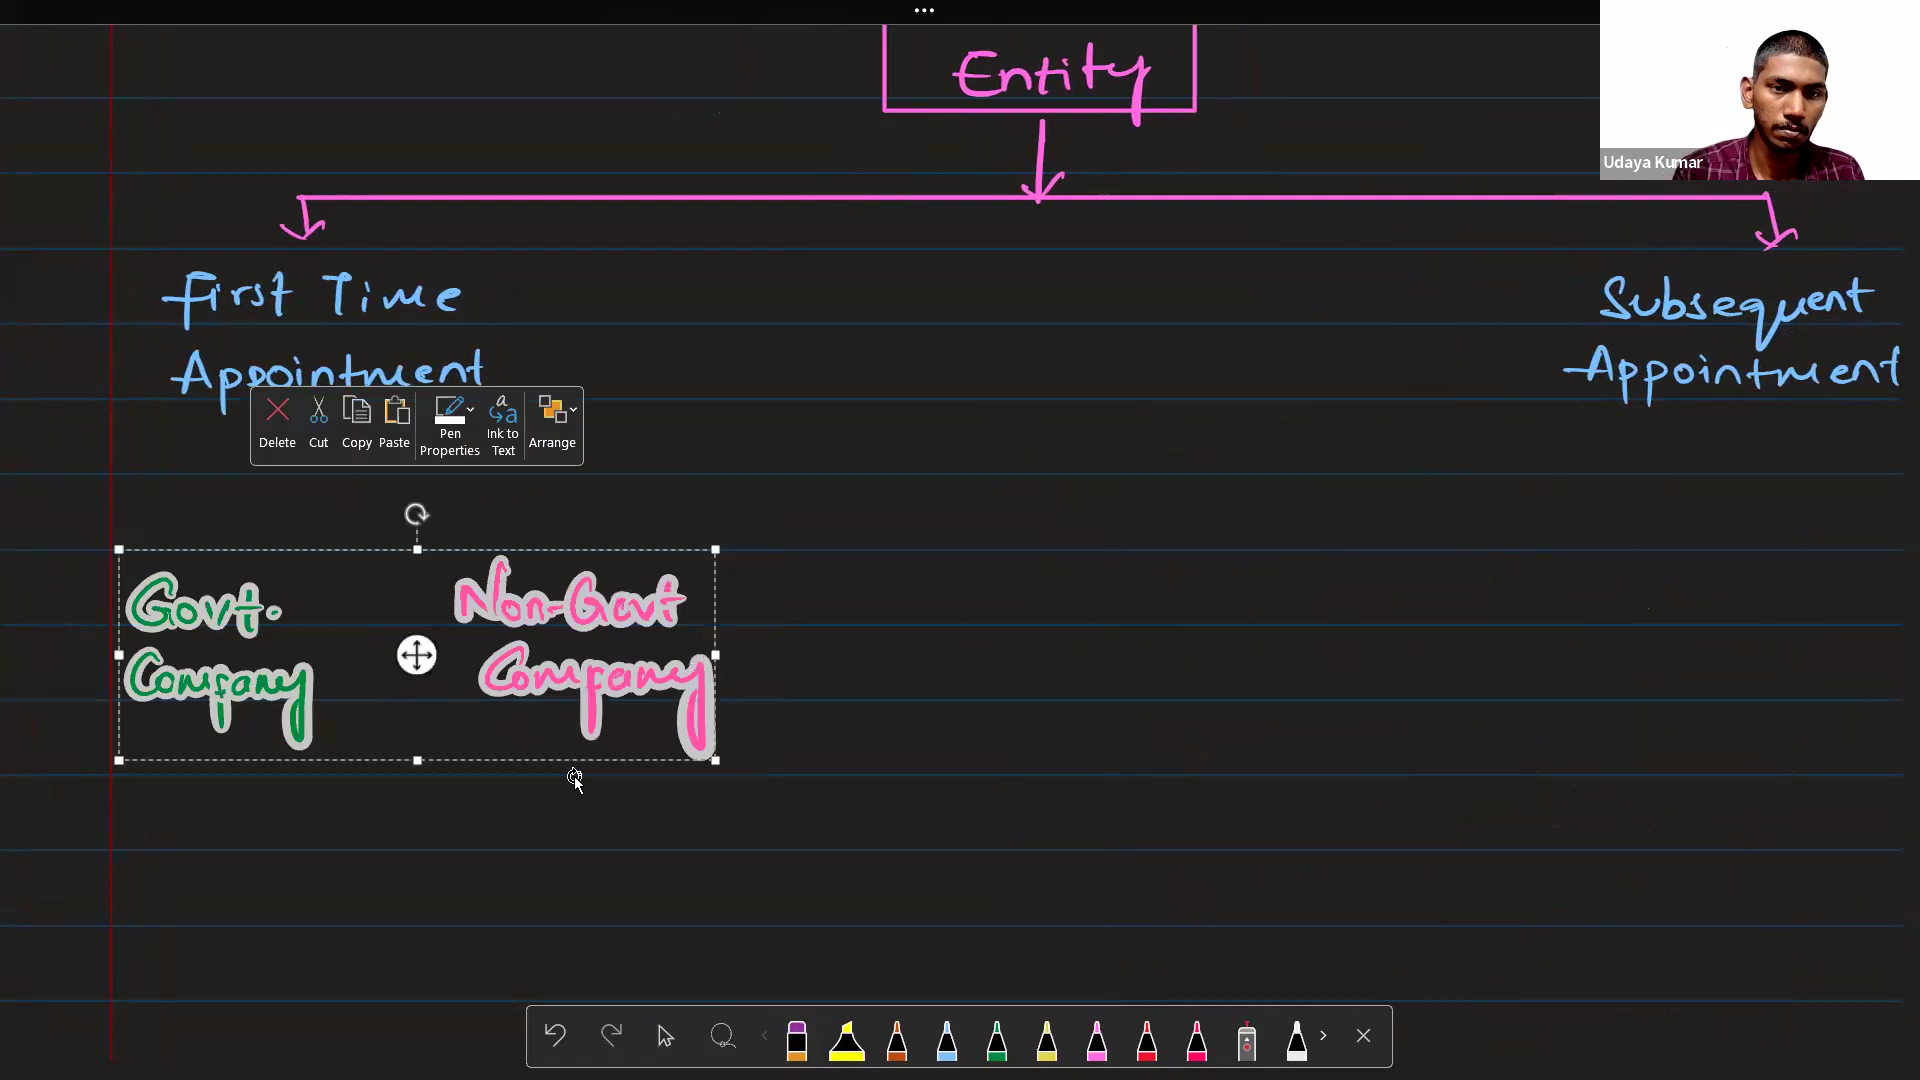 Entity
Udaya Kumar
First Time
Appointment
Subsequent
Appointment
Delete
Cut
Copy
Paste
Pen
Properties
Ink to
Text
Arrange
Govt.
Company
Non-Govt
Company